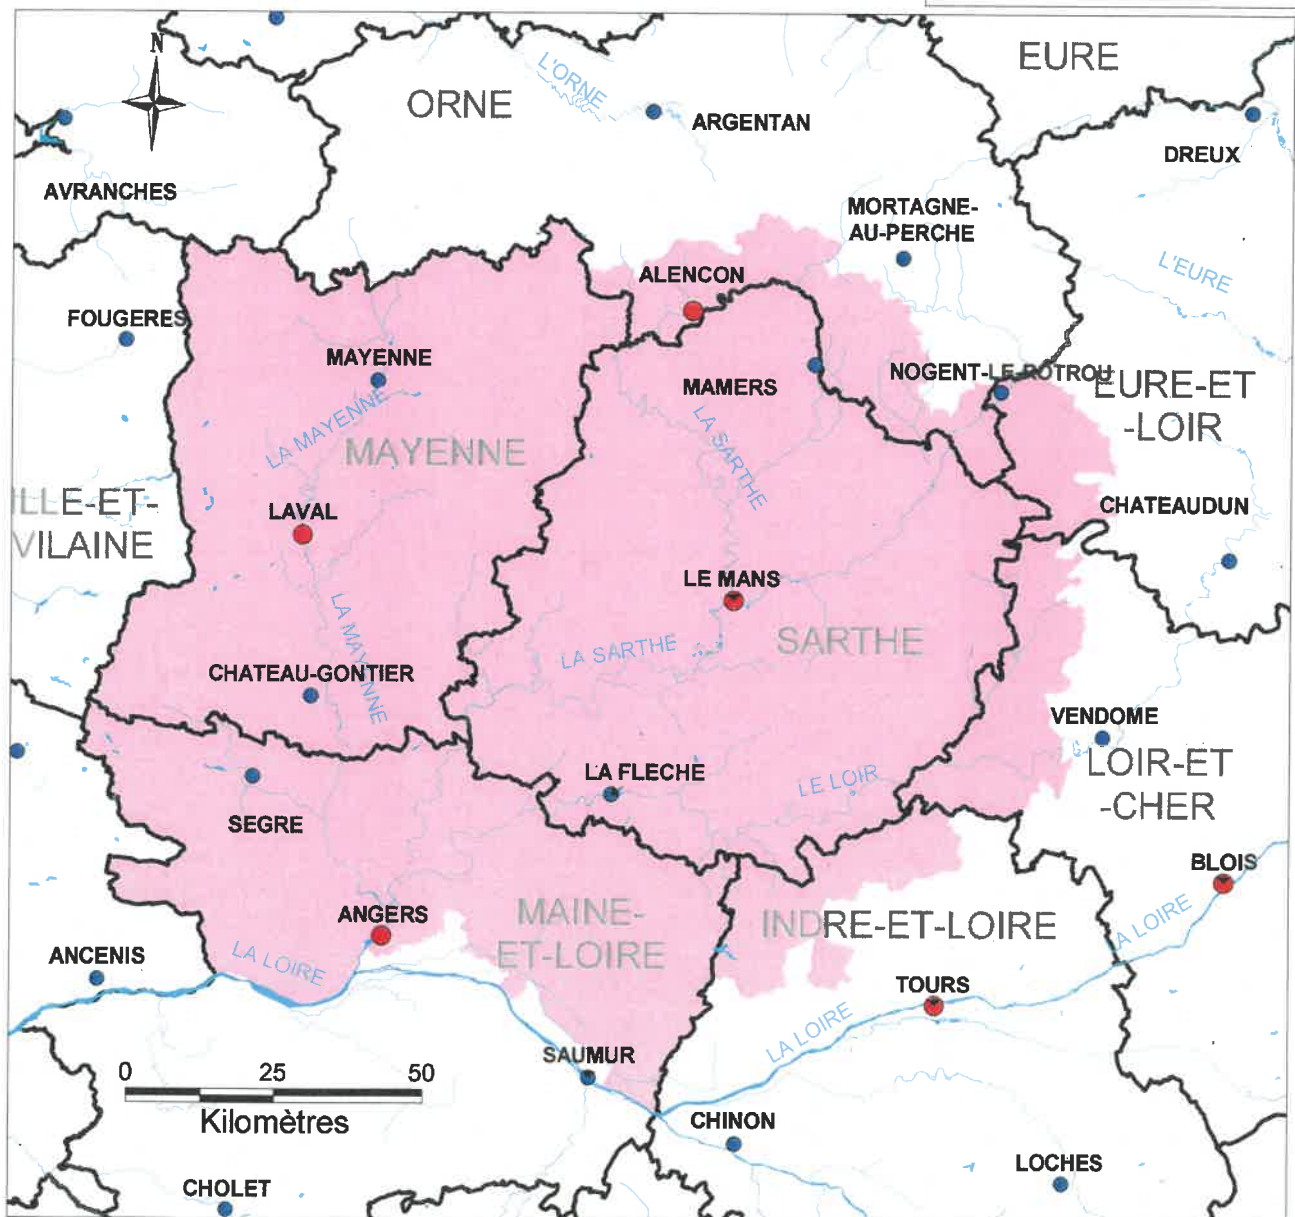 N
EURE
L'ORNE
ORNE
ARGENTAN
DREUX
AVRANCHES
MORTAGNE-
AU-PERCHE
ALENCON
L'EURE
FOUGERES
MAYENNE
MAMERS
NOGENT-LE-ROTROU
EURE-ET
-LOIR
LA MAYENNE
MAYENNE
LA SARTHE
ILLE-ET-
VILAINE
LAVAL
CHATEAUDUN
LE MANS
LA MAYENNE
LA SARTHE
SARTHE
CHATEAU-GONTIER
VENDOME
LA FLECHE
LE LOIR
LOIR-ET
-CHER
SEGRE
BLOIS
ANGERS
MAINE-
ET-LOIRE
INDRE-ET-LOIRE
LA LOIRE
ANCENIS
LA LOIRE
TOURS
LA LOIRE
SAUMUR
0 25 50
Kilomètres
CHINON
LOCHES
CHOLET